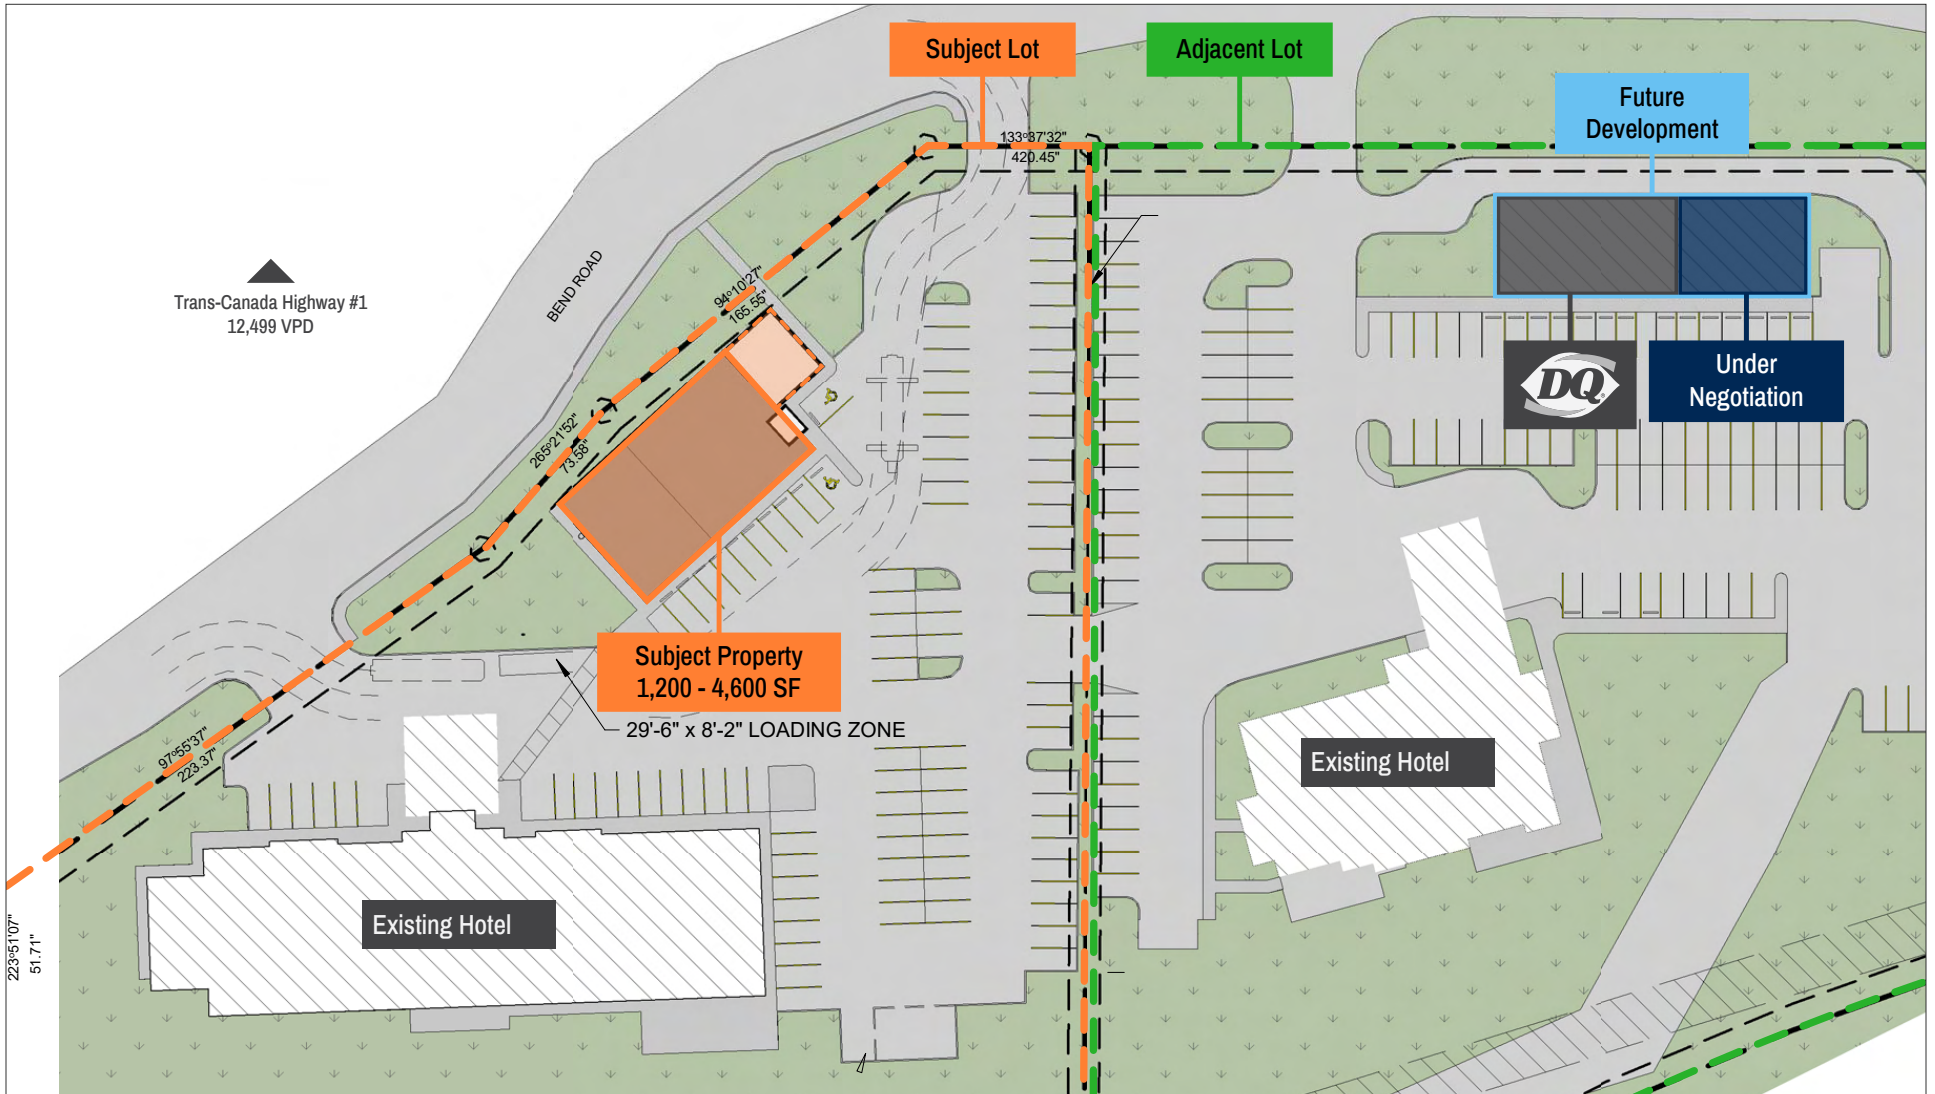 Subject Lot
Adjacent Lot
Future
Development
133°37'32"
420.45"
Trans-Canada Highway #1
12,499 VPD
BEND ROAD
94°10'27"
165.55"
DQ
Under
Negotiation
265°21'52"
73.58"
Subject Property
1,200 - 4,600 SF
29'-6" x 8'-2" LOADING ZONE
97°55'37"
223.37"
Existing Hotel
Existing Hotel
223°51'07"
51.71"